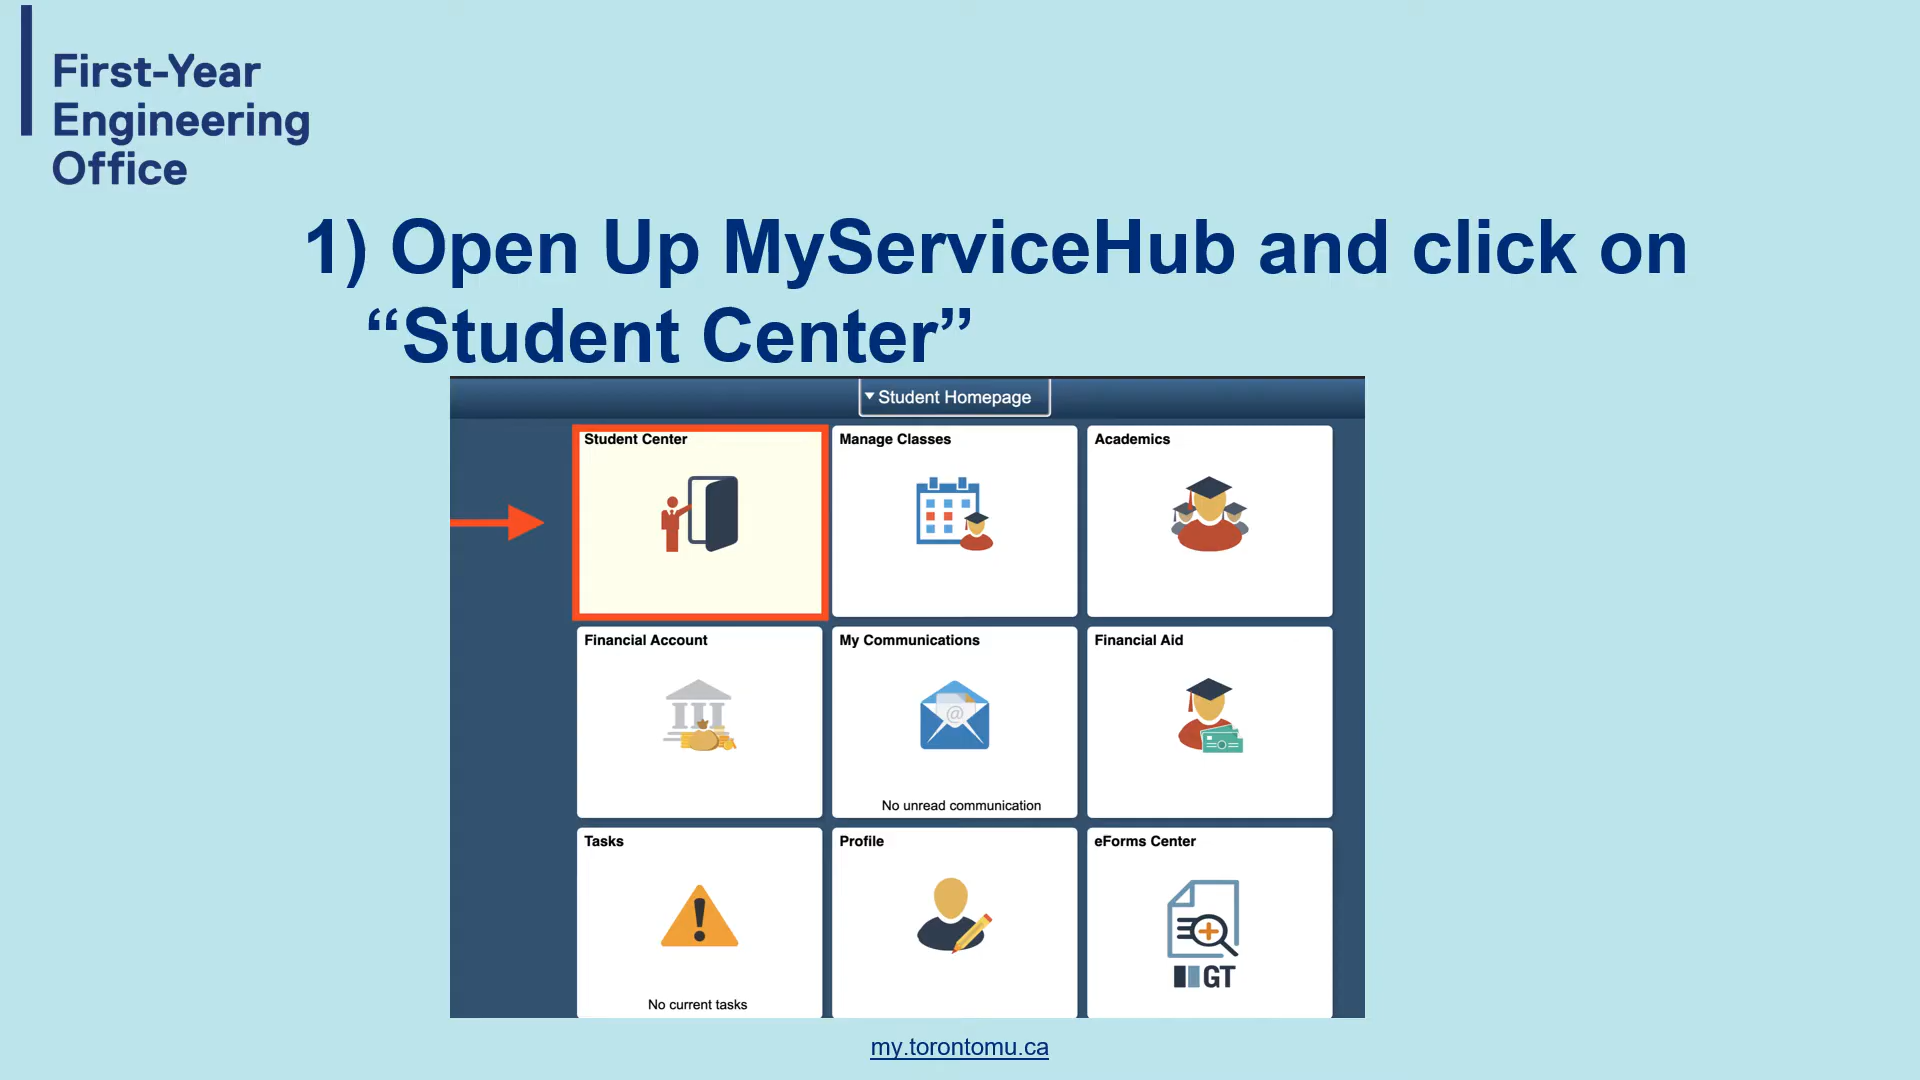 First-Year
Engineering
Office
1) Open Up MyServiceHub and click on
“Student Center”
Student Homepage
Student Center
Manage Classes
Academics
Financial Account
My Communications
Financial Aid
@
No unread communication
Tasks
Profile
eForms Center
GT
No current tasks
my.torontomu.ca